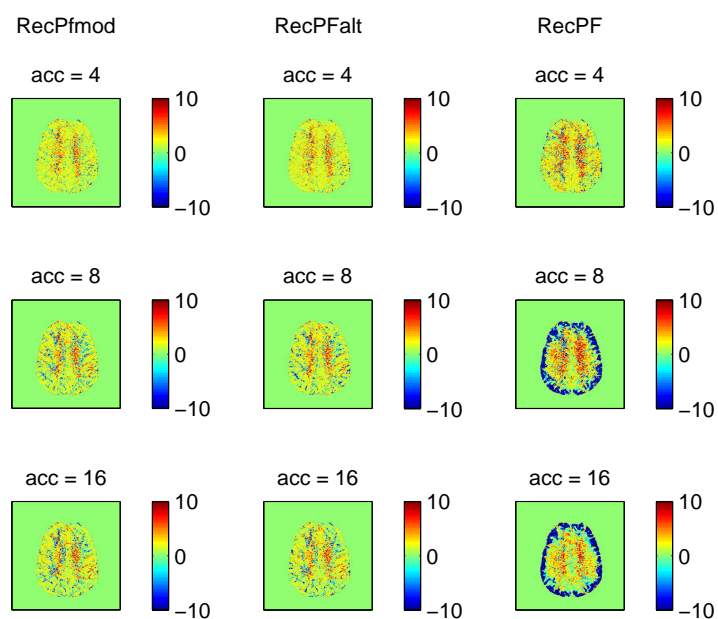 RecPfmod RecPFalt RecPF
acc = 4 acc = 4 acc = 4
10 10 10
0 0 0
−10 −10 −10
acc = 8 acc = 8 acc = 8
10 10 10
0 0 0
−10 −10 −10
acc = 16 acc = 16 acc = 16
10 10 10
0 0 0
−10 −10 −10